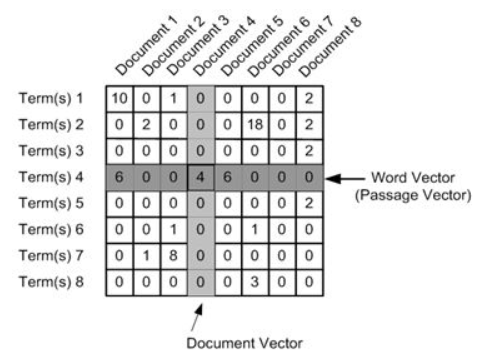 Document 1 Document 2 Document 3 Document 4 Document 5 Document 6 Document 7 Document 8
Term(s) 1 10 0 1 0 0 0 0 2
Term(s) 2 0 2 0 0 0 18 0 2
Term(s) 3 0 0 0 0 0 0 0 2
Term(s) 4 6 0 0 4 6 0 0 0
Word Vector
(Passage Vector)
Term(s) 5 0 0 0 0 0 0 0 2
Term(s) 6 0 0 1 0 0 1 0 0
Term(s) 7 0 1 8 0 0 0 0 0
Term(s) 8 0 0 0 0 0 3 0 0
Document Vector